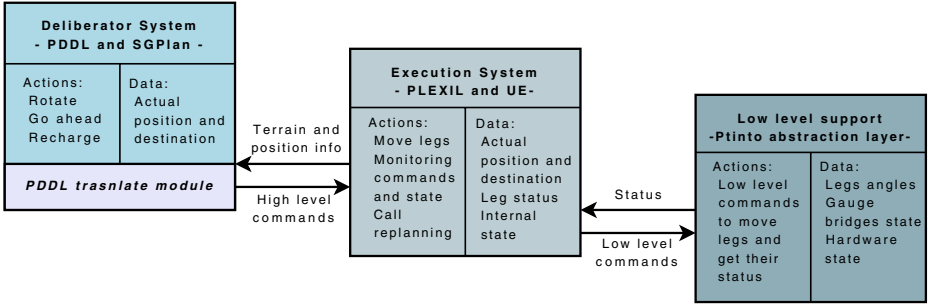 Deliberator System
- PDDL and SGPlan -
Actions:
Rotate
Go ahead
Recharge
Data:
Actual
position and
destination
PDDL trasnlate module
Terrain and
position info
High level
commands
Execution System
- PLEXIL and UE-
Actions:
Move legs
Monitoring
commands
and state
Call
replanning
Data:
Actual
position and
destination
Leg status
Internal
state
Status
Low level
commands
Low level support
-Ptinto abstraction layer-
Actions:
Low level
commands
to move
legs and
get their
status
Data:
Legs angles
Gauge
bridges state
Hardware
state